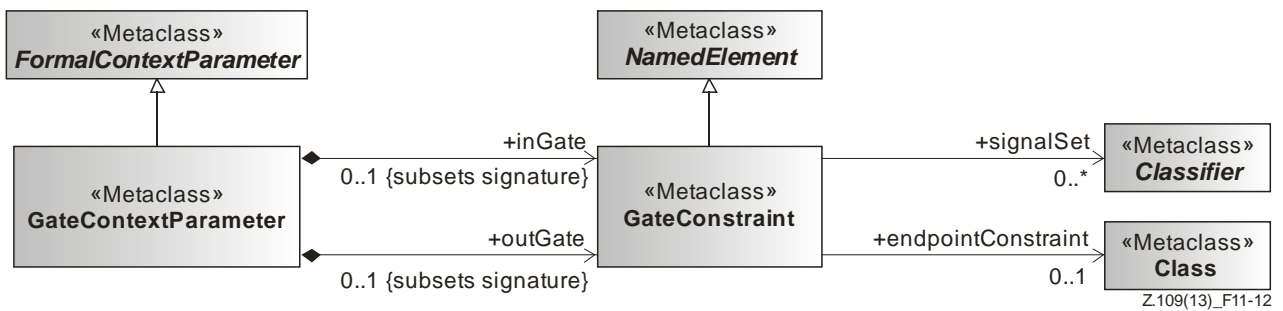 «Metaclass»
FormalContextParameter
«Metaclass»
NamedElement
«Metaclass»
GateContextParameter
+inGate
0..1 {subsets signature}
+outGate
0..1 {subsets signature}
«Metaclass»
GateConstraint
+signalSet
0..*
+endpointConstraint
0..1
«Metaclass»
Classifier
«Metaclass»
Class
Z.109(13)_F11-12